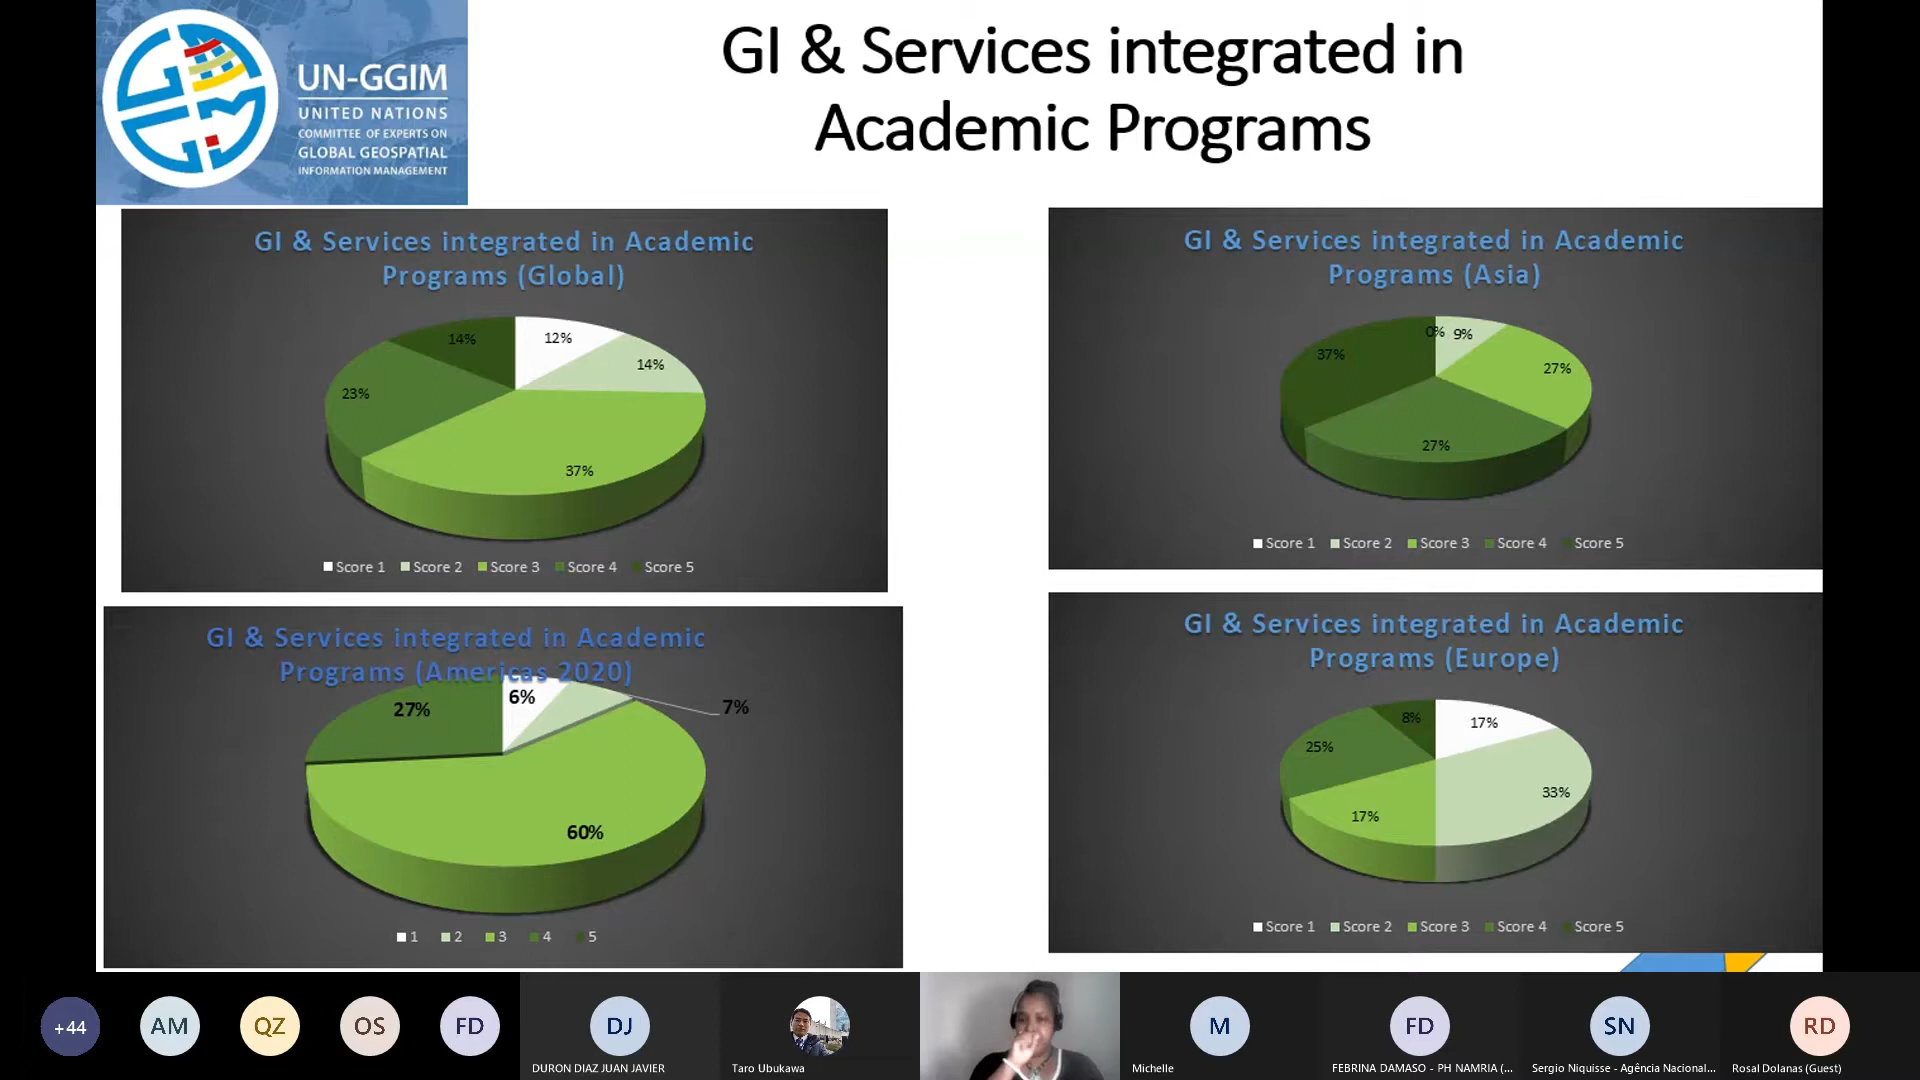 UN-GGIM
UNITED NATIONS
COMMITTEE OF EXPERTS ON
GLOBAL GEOSPATIAL
INFORMATION MANAGEMENT
GI & Services integrated in
Academic Programs
GI & Services integrated in Academic
Programs (Global)
14%
12%
14%
23%
37%
Score 1 Score 2 Score 3 Score 4 Score 5
GI & Services integrated in Academic
Programs (Asia)
0%
9%
37%
27%
27%
Score 1 Score 2 Score 3 Score 4 Score 5
GI & Services integrated in Academic
Programs (Americas 2020)
6%
7%
27%
60%
1 2 3 4 5
GI & Services integrated in Academic
Programs (Europe)
8%
17%
25%
33%
17%
Score 1 Score 2 Score 3 Score 4 Score 5
+44
AM
QZ
OS
FD
DJ
DURON DIAZ JUAN JAVIER
Taro Ubukawa
M
Michelle
FD
FEBRINA DAMASO - PH NAMRIA (...
SN
Sergio Niquisse - Agência Nacional...
RD
Rosal Dolanas (Guest)